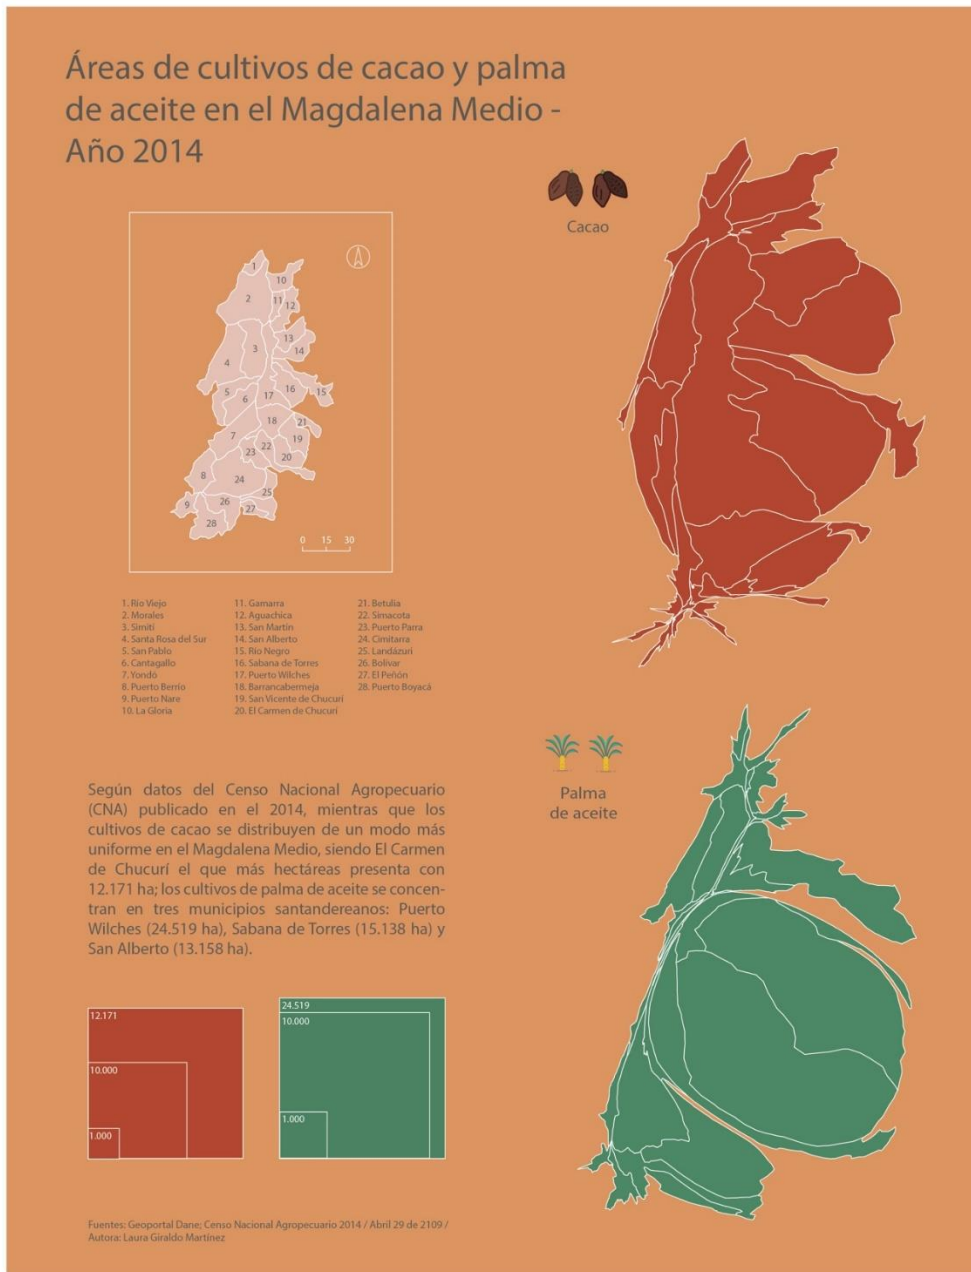 Áreas de cultivos de cacao y palma
de aceite en el Magdalena Medio -
Año 2014
Cacao
1
10
2
11
12
13
3
14
4
16
15
5
6
17
18
21
7
19
22
23
20
8
24
25
9
26
27
28
0 15 30
1. Río Viejo
2. Morales
3. Simití
4. Santa Rosa del Sur
5. San Pablo
6. Cantagallo
7. Yondó
8. Puerto Berrío
9. Puerto Nare
10. La Gloria
11. Gamarra
12. Aguachica
13. San Martín
14. San Alberto
15. Río Negro
16. Sabana de Torres
17. Puerto Wilches
18. Barrancabermeja
19. San Vicente de Chucurí
20. El Carmen de Chucurí
21. Betulia
22. Simacota
23. Puerto Parra
24. Cimitarra
25. Landázuri
26. Bolívar
27. El Peñón
28. Puerto Boyacá
Palma
de aceite
Según datos del Censo Nacional Agropecuario
(CNA) publicado en el 2014, mientras que los
cultivos de cacao se distribuyen de un modo más
uniforme en el Magdalena Medio, siendo El Carmen
de Chucurí el que más hectáreas presenta con
12.171 ha; los cultivos de palma de aceite se concen-
tran en tres municipios santandereanos: Puerto
Wilches (24.519 ha), Sabana de Torres (15.138 ha) y
San Alberto (13.158 ha).
12.171
10.000
1.000
24.519
10.000
1.000
Fuentes: Geoportal Dane; Censo Nacional Agropecuario 2014 / Abril 29 de 2109 /
Autora: Laura Giraldo Martínez